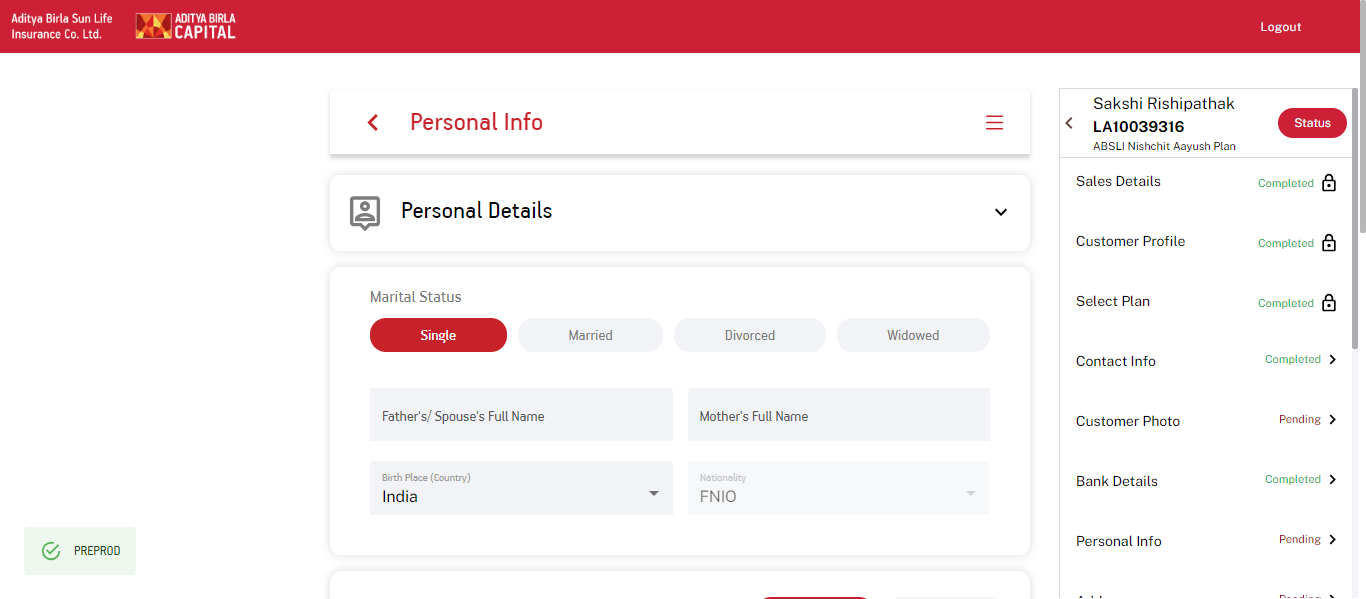 Aditya Birla Sun Life
Insurance Co. Ltd.
ADITYA BIRLA
CAPITAL
Logout
Personal Info
Personal Details
Marital Status
Single
Married
Divorced
Widowed
Father's/ Spouse's Full Name
Mother's Full Name
Birth Place (Country)
India
Nationality
FNIO
PREPROD
Sakshi Rishipathak
LA10039316
ABSLI Nishchit Aayush Plan
Status
Sales Details
Completed
Customer Profile
Completed
Select Plan
Completed
Contact Info
Completed
Customer Photo
Pending
Bank Details
Completed
Personal Info
Pending